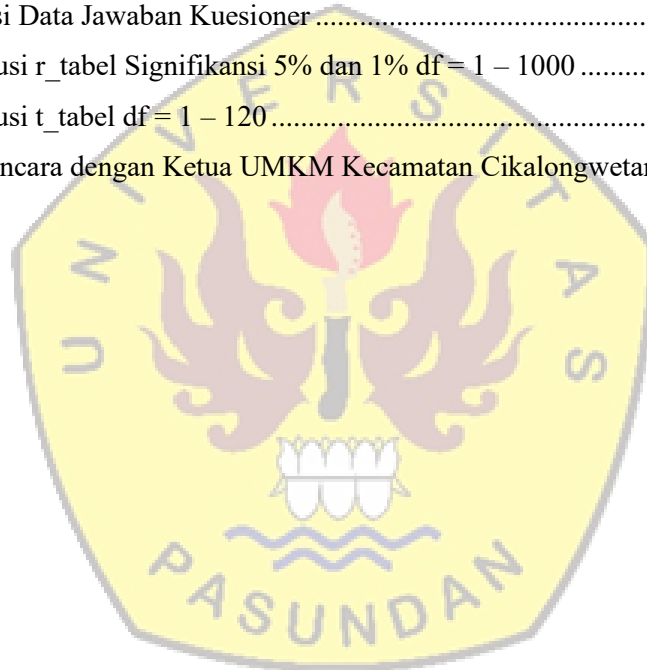 si Data Jawaban Kuesioner ..........................................
usi r_tabel Signifikansi 5% dan 1% df = 1 – 1000 ..........
usi t_tabel df = 1 – 120 ..................................................
ncara dengan Ketua UMKM Kecamatan Cikalongwetan
UNIVERSITAS
PASUNDAN